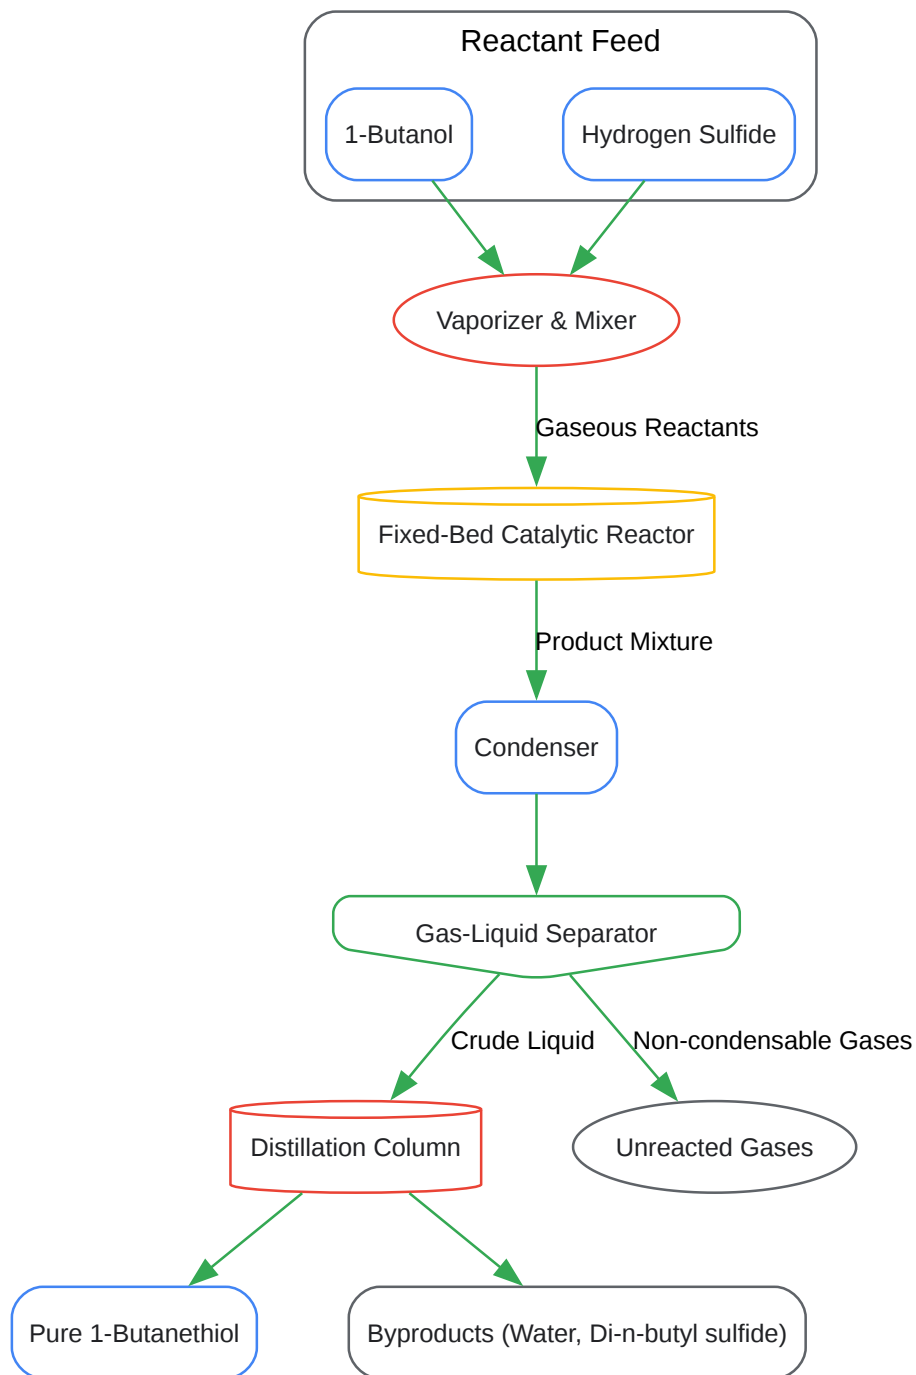 Reactant Feed
1-Butanol
Hydrogen Sulfide
Vaporizer & Mixer
Gaseous Reactants
Fixed-Bed Catalytic Reactor
Product Mixture
Condenser
Gas-Liquid Separator
Crude Liquid
Non-condensable Gases
Distillation Column
Unreacted Gases
Pure 1-Butanethiol
Byproducts (Water, Di-n-butyl sulfide)